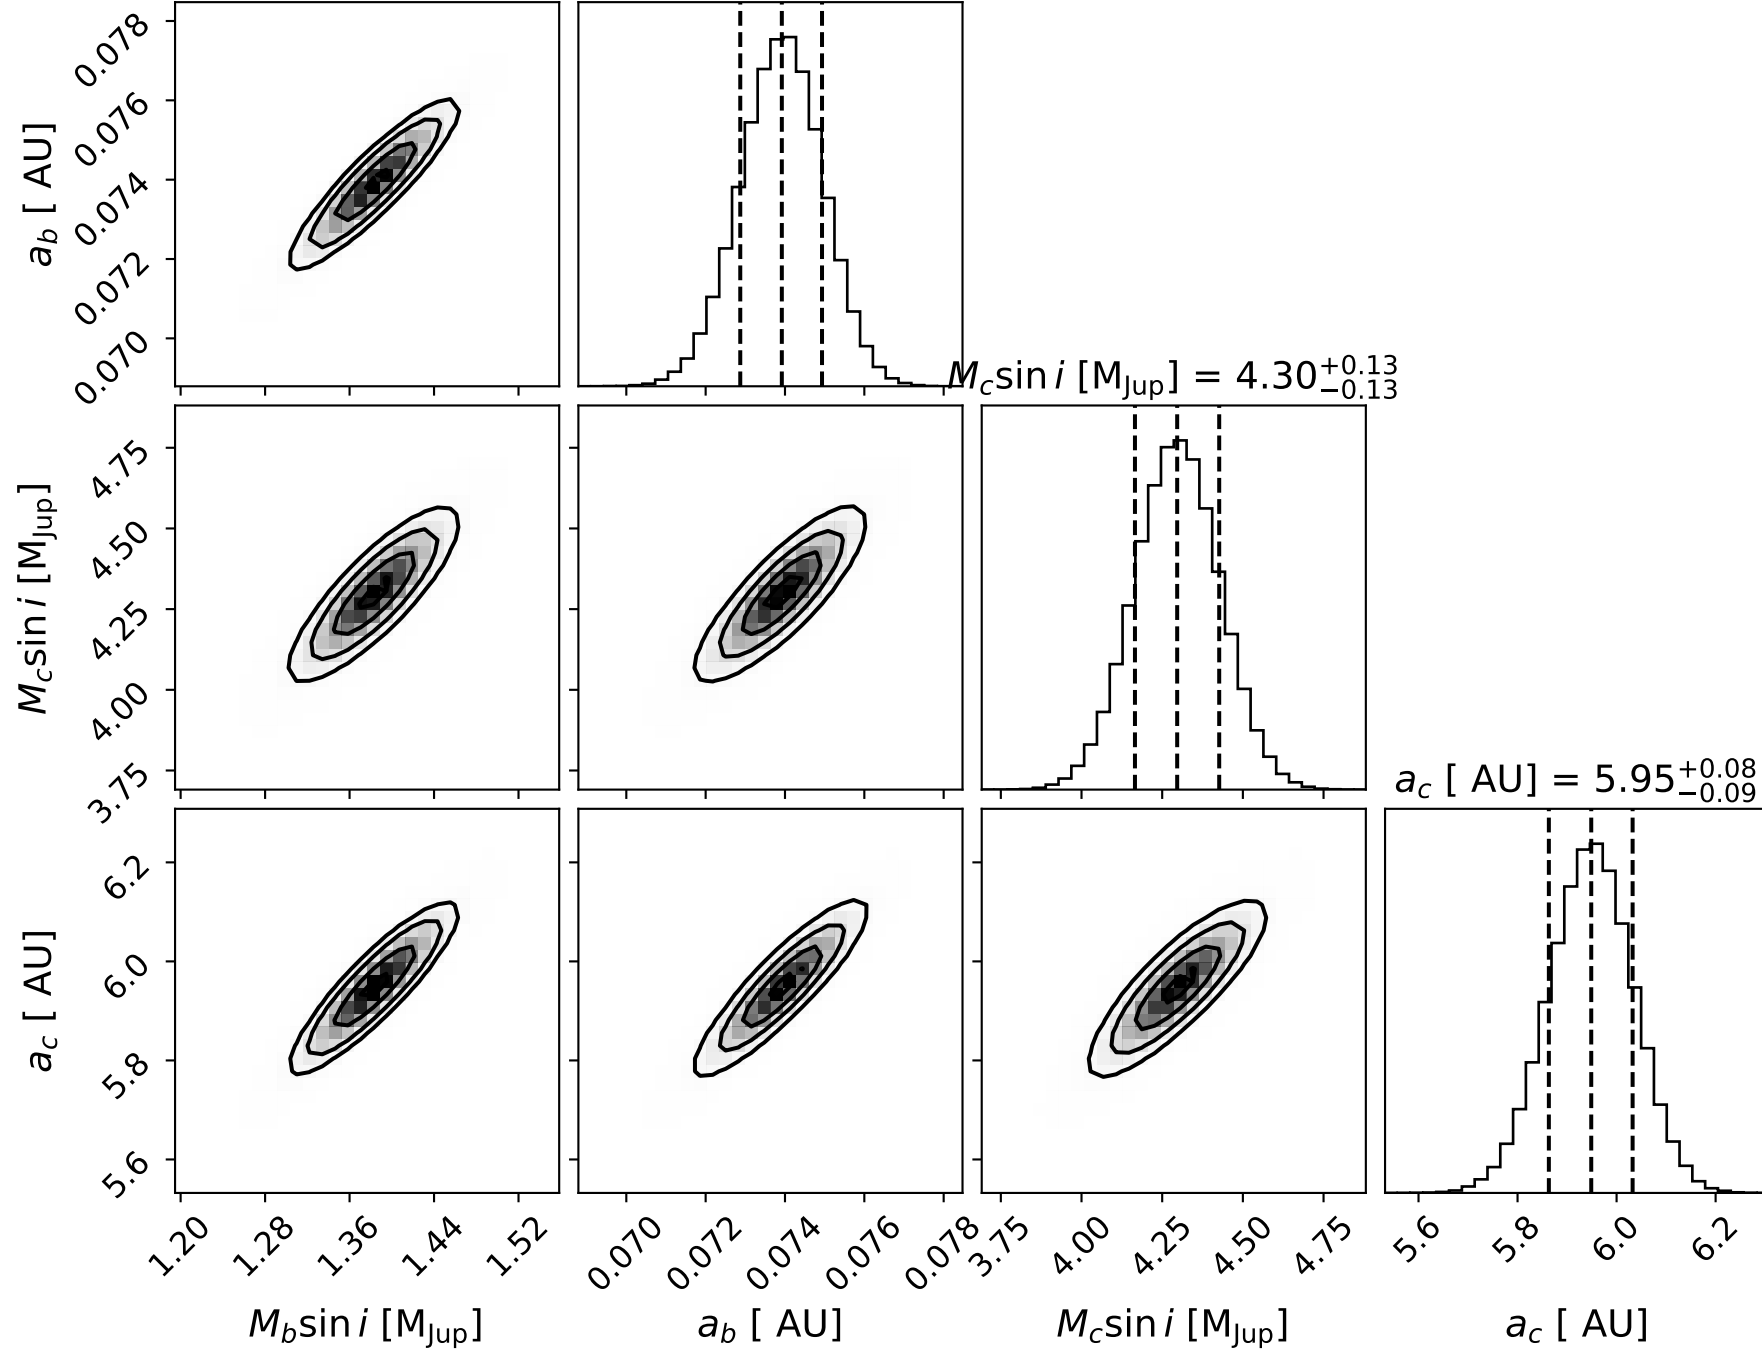 0.078
0.076
0.074
0.072
0.070
a_b [ AU]
M_c sin i [M_Jup] = 4.30^{+0.13}_{−0.13}
4.75
4.50
4.25
4.00
3.75
M_c sin i [M_Jup]
a_c [ AU] = 5.95^{+0.08}_{−0.09}
6.2
6.0
5.8
5.6
a_c [ AU]
1.20 1.28 1.36 1.44 1.52
0.070 0.072 0.074 0.076 0.078
3.75 4.00 4.25 4.50 4.75
5.6 5.8 6.0 6.2
M_b sin i [M_Jup]
a_b [ AU]
M_c sin i [M_Jup]
a_c [ AU]